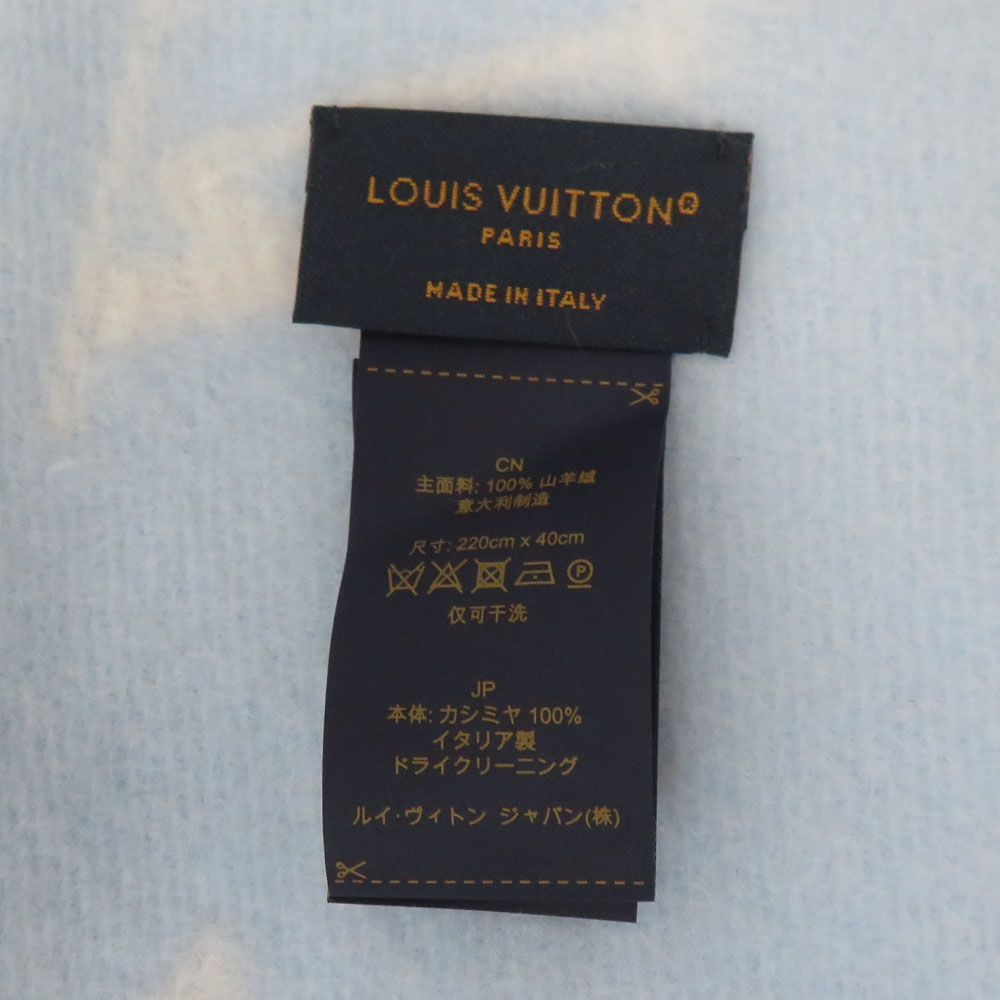 LOUIS VUITTON®
PARIS
MADE IN ITALY
CN
主面料: 100% 山羊绒
意大利制造
尺寸: 220cm x 40cm
P
仅可干洗
JP
本体: カシミヤ 100%
イタリア製
ドライクリーニング
ルイ·ヴィトン ジャパン(株)